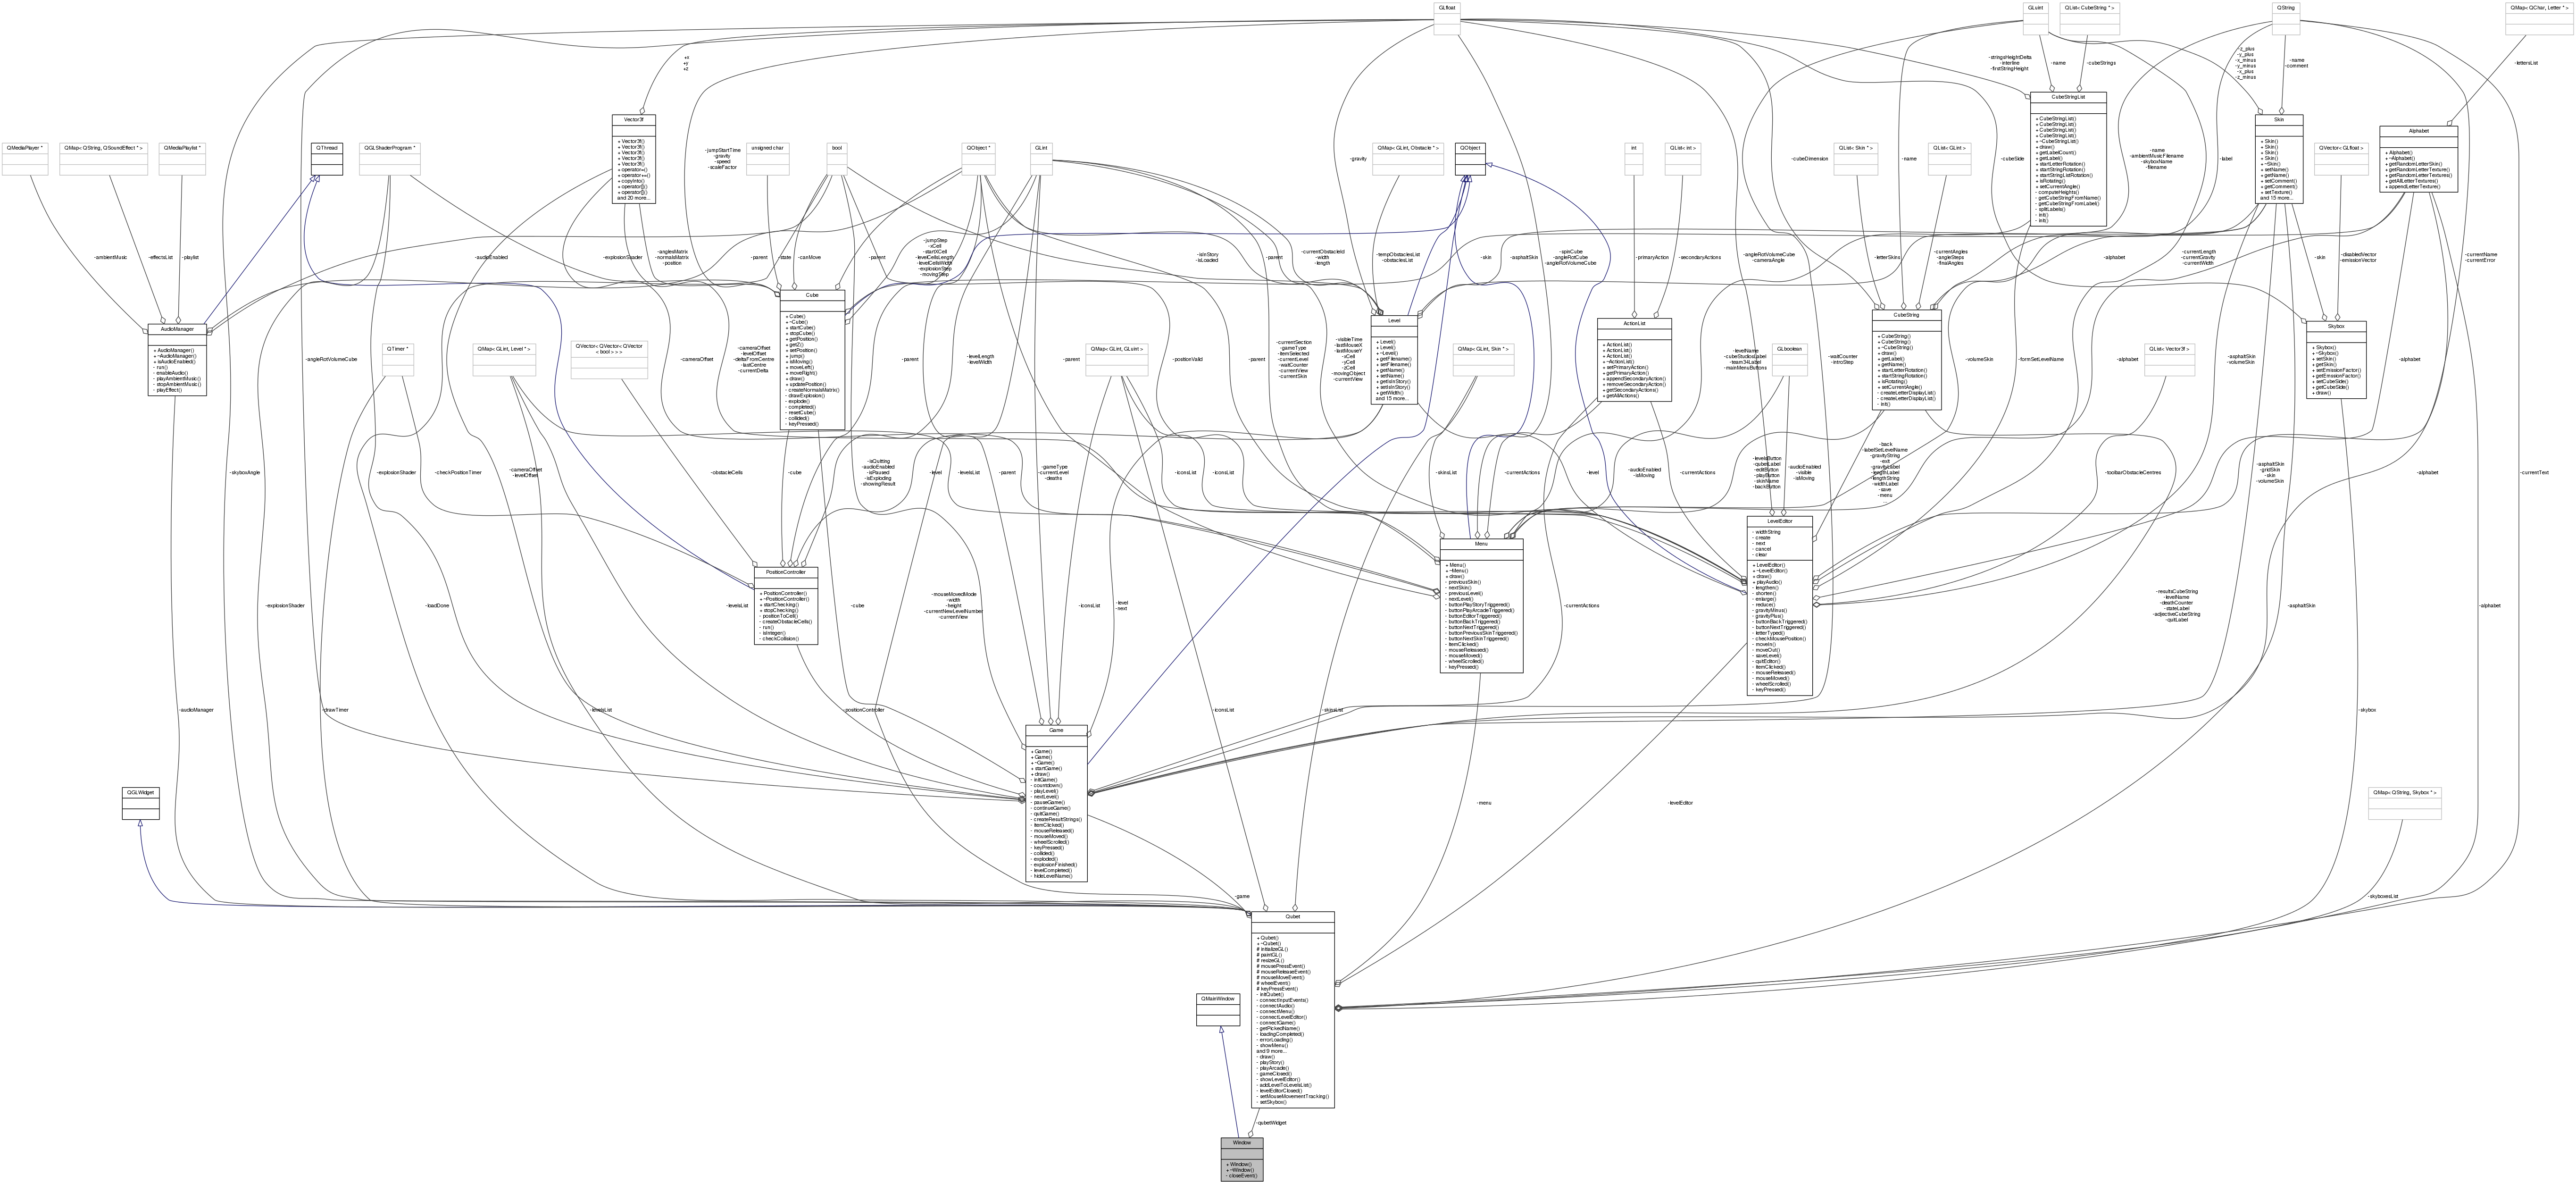 GLfloat
GLuint
QList< CubeString * >
QString
QMap< QChar, Letter * >
+x
+y
+z
-stringsHeightDelta
-interline
-firstStringHeight
-name
-cubeStrings
-z_plus
-y_plus
-x_minus
-y_minus
-x_plus
-z_minus
-name
-comment
-lettersList
Vector3f
+ Vector3f()
+ Vector3f()
+ Vector3f()
+ Vector3f()
+ Vector3f()
+ operator+()
+ operator+=()
+ copyInto()
+ operator[]()
+ operator[]()
and 20 more...
CubeStringList
+ CubeStringList()
+ CubeStringList()
+ CubeStringList()
+ CubeStringList()
+ ~CubeStringList()
+ draw()
+ getLabelCount()
+ getLabel()
+ startLetterRotation()
+ startStringRotation()
+ startStringListRotation()
+ isRotating()
+ setCurrentAngle()
- computeHeights()
- getCubeStringFromName()
- getCubeStringFromLabel()
- splitLabels()
- init()
- init()
Skin
+ Skin()
+ Skin()
+ Skin()
+ Skin()
+ ~Skin()
+ setName()
+ getName()
+ setComment()
+ getComment()
+ setTexture()
and 15 more...
Alphabet
+ Alphabet()
+ ~Alphabet()
+ getRandomLetterSkin()
+ getRandomLetterTexture()
+ getRandomLetterTextures()
+ getAllLetterTextures()
+ appendLetterTexture()
QMediaPlayer *
QMap< QString, QSoundEffect * >
QMediaPlaylist *
QThread
QGLShaderProgram *
-jumpStartTime
-gravity
-speed
-scaleFactor
unsigned char
bool
QObject *
GLint
-gravity
QMap< GLint, Obstacle * >
QObject
int
QList< int >
-cubeDimension
QList< Skin * >
-name
QList< GLint >
-cubeSide
-name
-ambientMusicFilename
-skyboxName
-filename
-label
QVector< GLfloat >
-ambientMusic
-effectsList
-playlist
-audioEnabled
-explosionShader
-anglesMatrix
-normalsMatrix
-position
-parent
-state
-canMove
-parent
-jumpStep
-xCell
-startXCell
-levelCellsLength
-levelCellsWidth
-explosionStep
-movingStep
-isInStory
-isLoaded
-parent
-currentObstacleId
-width
-length
-tempObstaclesList
-obstaclesList
-skin
-asphaltSkin
-spinCube
-angleRotCube
-angleRotVolumeCube
-primaryAction
-secondaryActions
-angleRotVolumeCube
-cameraAngle
-letterSkins
-currentAngles
-angleSteps
-finalAngles
-alphabet
-currentLength
-currentGravity
-currentWidth
-skin
-disabledVector
-emissionVector
-currentName
-currentError
AudioManager
+ AudioManager()
+ ~AudioManager()
+ isAudioEnabled()
- run()
- enableAudio()
- playAmbientMusic()
- stopAmbientMusic()
- playEffect()
Cube
+ Cube()
+ ~Cube()
+ startCube()
+ stopCube()
+ getPosition()
+ getZ()
+ setPosition()
+ jump()
+ isMoving()
+ moveLeft()
+ moveRight()
+ draw()
+ updatePosition()
- createNormalsMatrix()
- drawExplosion()
- explode()
- completed()
- resetCube()
- collided()
- keyPressed()
Level
+ Level()
+ Level()
+ ~Level()
+ getFilename()
+ setFilename()
+ getName()
+ setName()
+ getIsInStory()
+ setIsInStory()
+ getWidth()
and 15 more...
ActionList
+ ActionList()
+ ActionList()
+ ActionList()
+ ~ActionList()
+ setPrimaryAction()
+ getPrimaryAction()
+ appendSecondaryAction()
+ removeSecondaryAction()
+ getSecondaryActions()
+ getAllActions()
CubeString
+ CubeString()
+ CubeString()
+ ~CubeString()
+ draw()
+ getLabel()
+ getName()
+ startLetterRotation()
+ startStringRotation()
+ isRotating()
+ setCurrentAngle()
- createLetterDisplayList()
- createLetterDisplayList()
- init()
Skybox
+ Skybox()
+ ~Skybox()
+ setSkin()
+ getSkin()
+ setEmissionFactor()
+ getEmissionFactor()
+ setCubeSide()
+ getCubeSide()
+ draw()
-angleRotVolumeCube
QTimer *
QMap< GLint, Level * >
QVector< QVector< QVector
< bool > > >
-cameraOffset
-cameraOffset
-levelOffset
-deltaFromCentre
-lastCentre
-currentDelta
-parent
-levelLength
-levelWidth
-parent
QMap< GLint, GLuint >
-positionValid
-currentSection
-gameType
-itemSelected
-currentLevel
-waitCounter
-currentView
-currentSkin
-visibleTime
-lastMouseX
-lastMouseY
-xCell
-yCell
-zCell
-movingObject
-currentView
QMap< GLint, Skin * >
-levelName
-cubeStudiosLabel
-team34Label
-mainMenuButtons
GLboolean
-waitCounter
-introStep
-volumeSkin
-formSetLevelName
-alphabet
QList< Vector3f >
-asphaltSkin
-volumeSkin
-alphabet
-skyboxAngle
-explosionShader
-checkPositionTimer
-cameraOffset
-levelOffset
-obstacleCells
-cube
-isQuitting
-audioEnabled
-isPaused
-isExploding
-showingResult
-level
-levelsList
-parent
-gameType
-currentLevel
-deaths
-iconsList
-iconsList
-skinsList
-currentActions
-level
-audioEnabled
-isMoving
-currentActions
-levelsButton
-qubetLabel
-editButton
-playButton
-skinName
-backButton
-audioEnabled
-visible
-isMoving
-back
-labelSetLevelName
-gravityString
-exit
-gravityLabel
-lengthLabel
-lengthString
-widthLabel
-save
-menu
...
-toolbarObstacleCentres
-asphaltSkin
-gridSkin
-skin
-volumeSkin
-alphabet
-currentText
PositionController
+ PositionController()
+ ~PositionController()
+ startChecking()
+ stopChecking()
- positionToCell()
- createObstacleCells()
- run()
- isInteger()
- checkCollision()
Menu
+ Menu()
+ ~Menu()
+ draw()
- previousSkin()
- nextSkin()
- previousLevel()
- nextLevel()
- buttonPlayStoryTriggered()
- buttonPlayArcadeTriggered()
- buttonEditorTriggered()
- buttonBackTriggered()
- buttonNextTriggered()
- buttonPreviousSkinTriggered()
- buttonNextSkinTriggered()
- itemClicked()
- mouseReleased()
- mouseMoved()
- wheelScrolled()
- keyPressed()
LevelEditor
- widthString
- create
- next
- cancel
- clear
+ LevelEditor()
+ ~LevelEditor()
+ draw()
+ playAudio()
- lengthen()
- shorten()
- enlarge()
- reduce()
- gravityMinus()
- gravityPlus()
- buttonBackTriggered()
- buttonNextTriggered()
- letterTyped()
- checkMousePosition()
- moveIn()
- moveOut()
- saveLevel()
- quitEditor()
- itemClicked()
- mouseReleased()
- mouseMoved()
- wheelScrolled()
- keyPressed()
-explosionShader
-loadDone
-levelsList
-cube
-mouseMovedMode
-width
-height
-currentNewLevelNumber
-currentView
-iconsList
-level
-next
-currentActions
-resultsCubeString
-levelName
-deathCounter
-stateLabel
-adjectiveCubeString
-quitLabel
-asphaltSkin
-alphabet
-audioManager
-drawTimer
-levelsList
-positionController
-iconsList
-skinsList
-skybox
Game
+ Game()
+ Game()
+ ~Game()
+ startGame()
+ draw()
- initGame()
- countdown()
- playLevel()
- nextLevel()
- pauseGame()
- continueGame()
- quitGame()
- createResultStrings()
- itemClicked()
- mouseReleased()
- mouseMoved()
- wheelScrolled()
- keyPressed()
- collided()
- exploded()
- explosionFinished()
- levelCompleted()
- hideLevelName()
QGLWidget
-menu
-levelEditor
QMap< QString, Skybox * >
-game
-skyboxesList
Qubet
+ Qubet()
+ ~Qubet()
# initializeGL()
# paintGL()
# resizeGL()
# mousePressEvent()
# mouseReleaseEvent()
# mouseMoveEvent()
# wheelEvent()
# keyPressEvent()
- initQubet()
- connectInputEvents()
- connectAudio()
- connectMenu()
- connectLevelEditor()
- connectGame()
- getPickedName()
- loadingCompleted()
- errorLoading()
- showMenu()
and 9 more...
- draw()
- playStory()
- playArcade()
- gameClosed()
- showLevelEditor()
- addLevelToLevelsList()
- levelEditorClosed()
- setMouseMovementTracking()
- setSkybox()
QMainWindow
-qubetWidget
Window
+ Window()
+ ~Window()
- closeEvent()